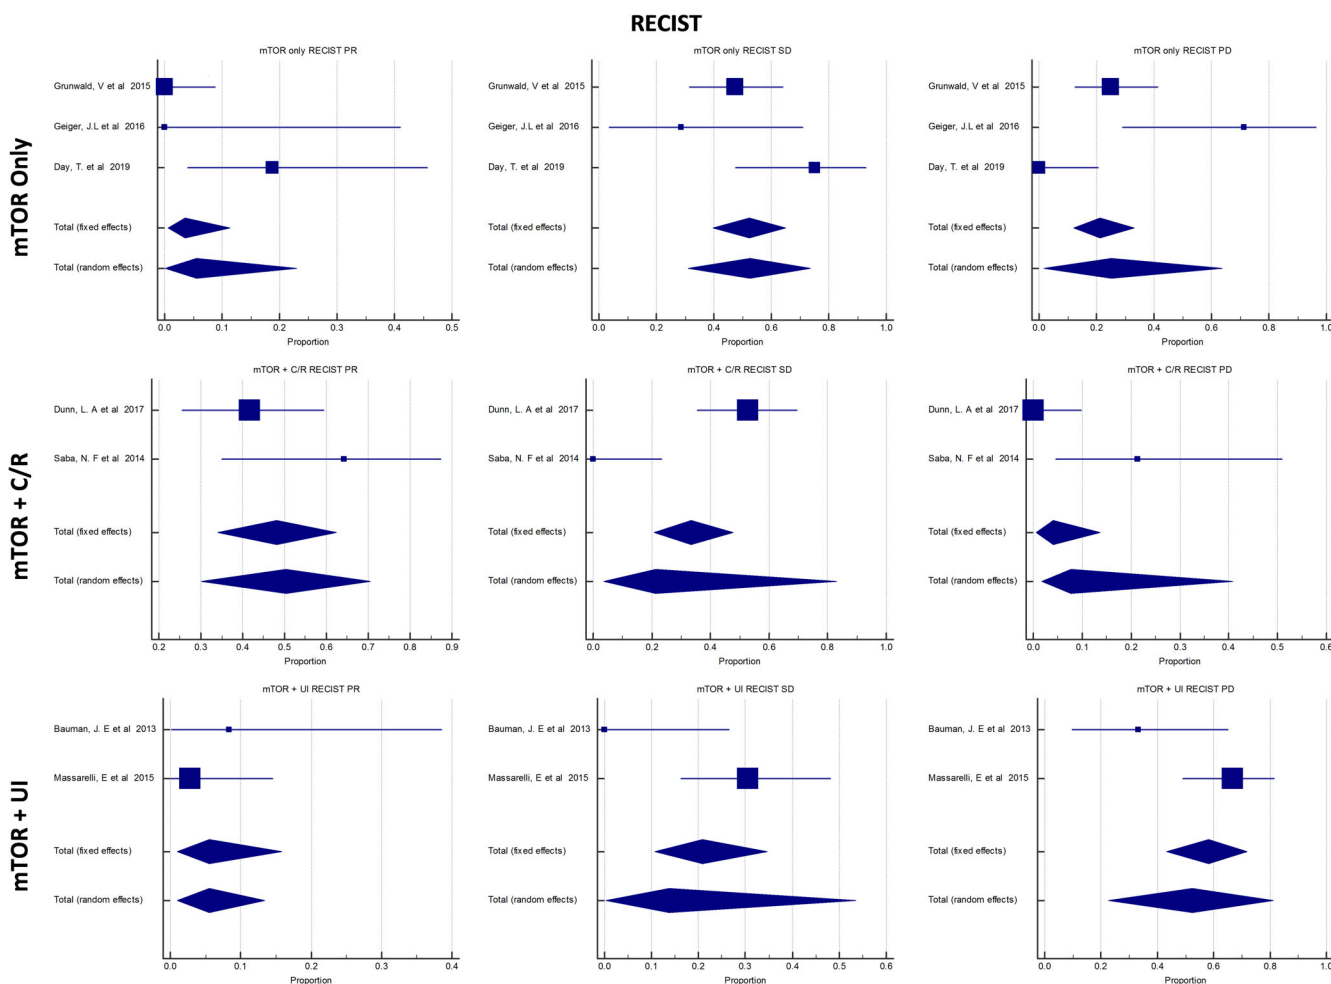 RECIST
mTOR Only
mTOR only RECIST PR
Grunwald, V et al 2015
Geiger, J.L et al 2016
Day, T. et al 2019
Total (fixed effects)
Total (random effects)
0.0 0.1 0.2 0.3 0.4 0.5
Proportion
mTOR only RECIST SD
Grunwald, V et al 2015
Geiger, J.L et al 2016
Day, T. et al 2019
Total (fixed effects)
Total (random effects)
0.0 0.2 0.4 0.6 0.8 1.0
Proportion
mTOR only RECIST PD
Grunwald, V et al 2015
Geiger, J.L et al 2016
Day, T. et al 2019
Total (fixed effects)
Total (random effects)
0.0 0.2 0.4 0.6 0.8 1.0
Proportion
mTOR + C/R
mTOR + C/R RECIST PR
Dunn, L. A et al 2017
Saba, N. F et al 2014
Total (fixed effects)
Total (random effects)
0.2 0.3 0.4 0.5 0.6 0.7 0.8 0.9
Proportion
mTOR + C/R RECIST SD
Dunn, L. A et al 2017
Saba, N. F et al 2014
Total (fixed effects)
Total (random effects)
0.0 0.2 0.4 0.6 0.8 1.0
Proportion
mTOR + C/R RECIST PD
Dunn, L. A et al 2017
Saba, N. F et al 2014
Total (fixed effects)
Total (random effects)
0.0 0.1 0.2 0.3 0.4 0.5 0.6
Proportion
mTOR + UI
mTOR + UI RECIST PR
Bauman, J. E et al 2013
Massarelli, E et al 2015
Total (fixed effects)
Total (random effects)
0.0 0.1 0.2 0.3 0.4
Proportion
mTOR + UI RECIST SD
Bauman, J. E et al 2013
Massarelli, E et al 2015
Total (fixed effects)
Total (random effects)
0.0 0.1 0.2 0.3 0.4 0.5 0.6
Proportion
mTOR + UI RECIST PD
Bauman, J. E et al 2013
Massarelli, E et al 2015
Total (fixed effects)
Total (random effects)
0.0 0.2 0.4 0.6 0.8 1.0
Proportion